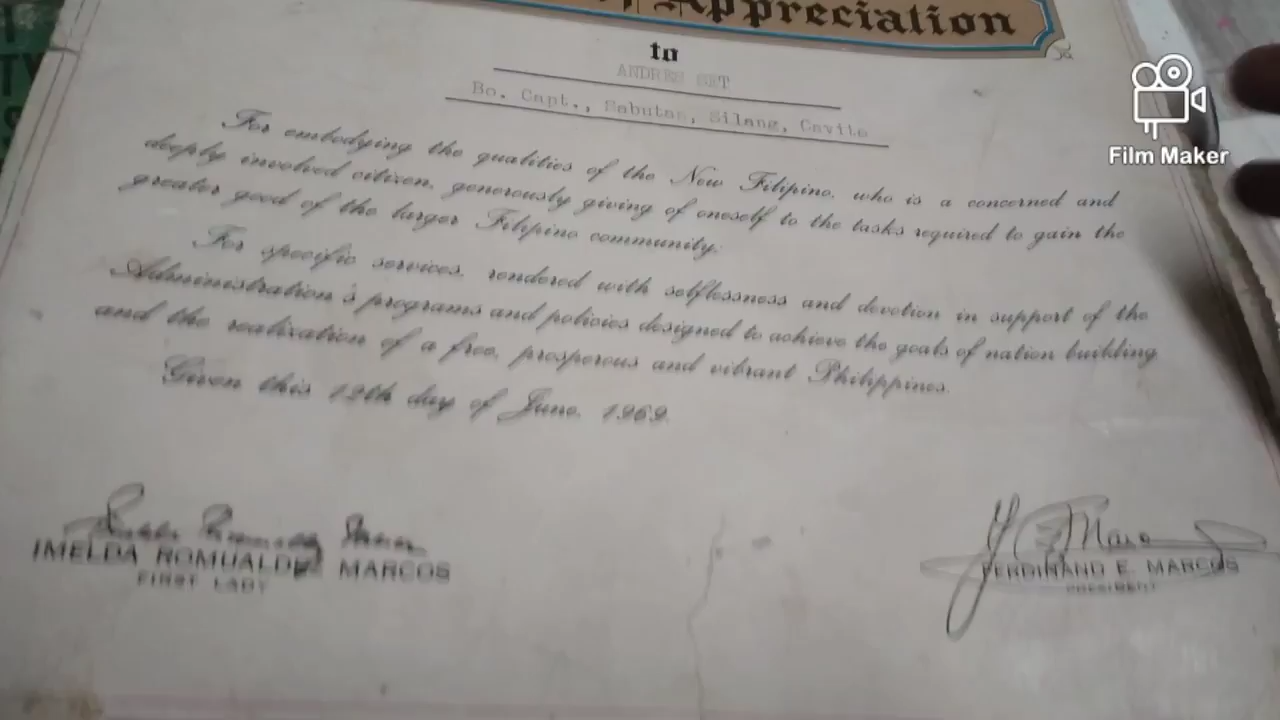 Appreciation
to
ANDRES SET
Bo. Capt., Sabutan, Silang, Cavite
For embodying the qualities of the New Filipino, who is a concerned and
deeply involved citizen, generously giving of oneself to the tasks required to gain the
greater good of the larger Filipino community;
For specific services, rendered with selflessness and devotion in support of the
Administration's programs and policies designed to achieve the goals of nation building
and the realization of a free, prosperous and vibrant Philippines.
Given this 12th day of June, 1969.
IMELDA ROMUALDEZ MARCOS
FIRST LADY
FERDINAND E. MARCOS
PRESIDENT
Film Maker